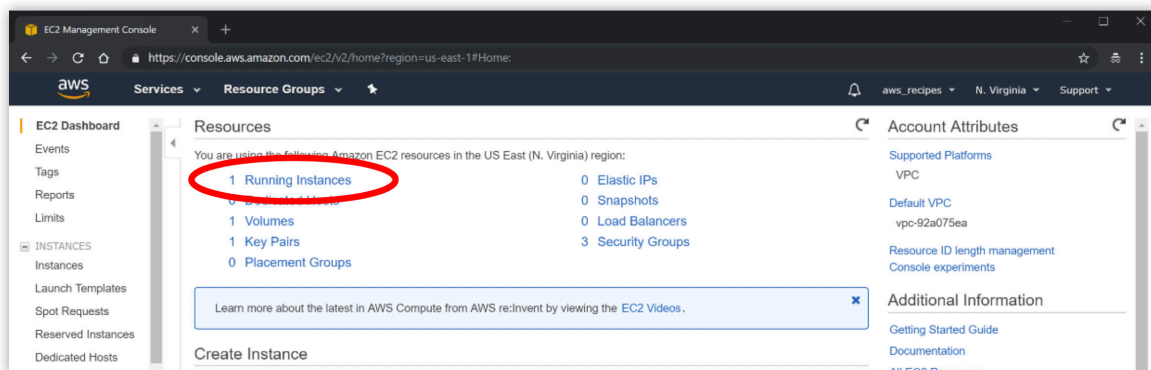 EC2 Management Console
https://console.aws.amazon.com/ec2/v2/home?region=us-east-1#Home:
aws
Services
Resource Groups
aws_recipes
N. Virginia
Support
EC2 Dashboard
Events
Tags
Reports
Limits
INSTANCES
Instances
Launch Templates
Spot Requests
Reserved Instances
Dedicated Hosts
Resources
You are using the following Amazon EC2 resources in the US East (N. Virginia) region:
1 Running Instances
0 Dedicated Hosts
1 Volumes
1 Key Pairs
0 Placement Groups
0 Elastic IPs
0 Snapshots
0 Load Balancers
3 Security Groups
Learn more about the latest in AWS Compute from AWS re:Invent by viewing the EC2 Videos.
Create Instance
Account Attributes
Supported Platforms
VPC
Default VPC
vpc-92a075ea
Resource ID length management
Console experiments
Additional Information
Getting Started Guide
Documentation
All EC2 Resources